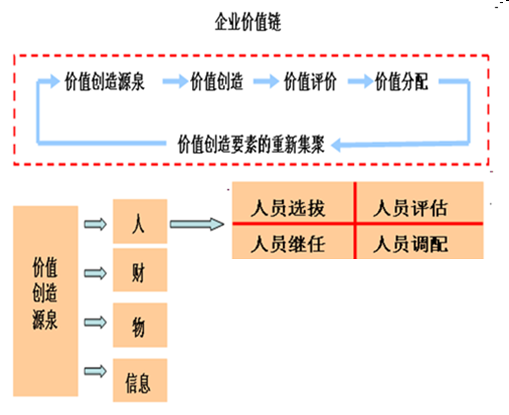 企业价值链
价值创造源泉 价值创造 价值评价 价值分配
价值创造要素的重新集聚
价值
创造
源泉
人
财
物
信息
人员选拔 人员评估
人员继任 人员调配